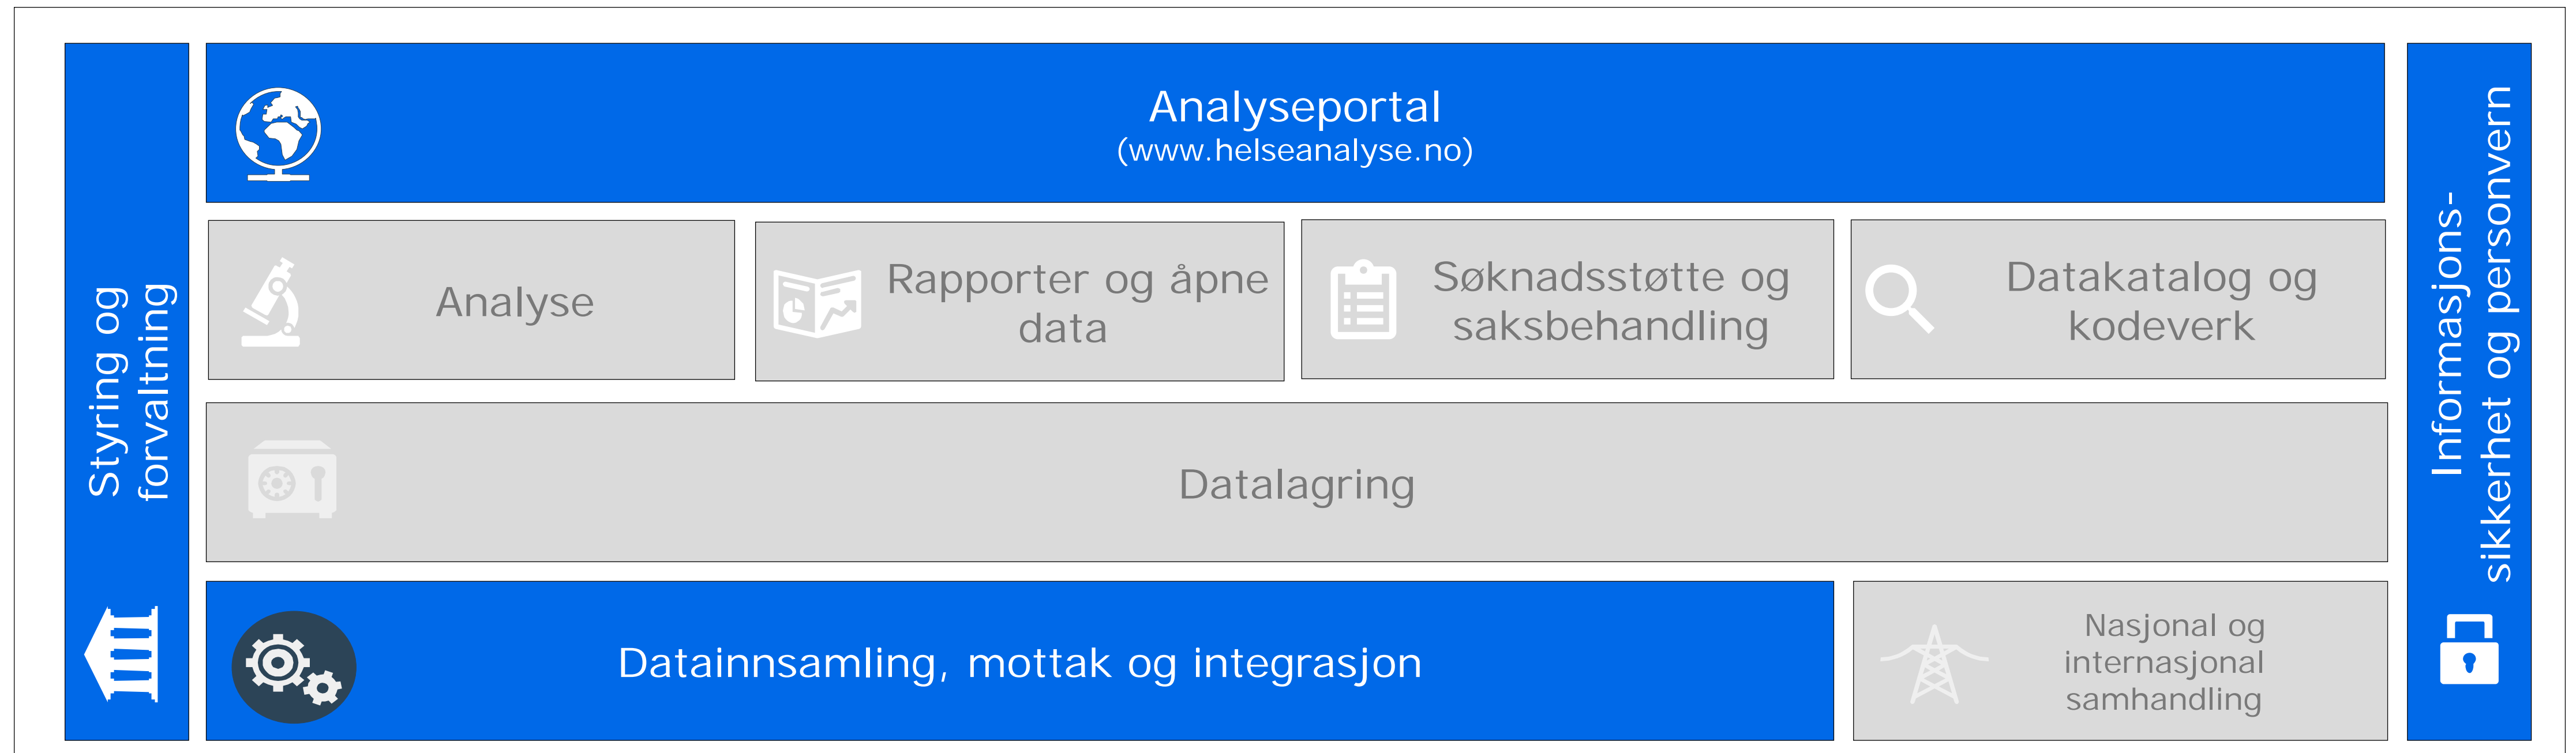 Styring og
forvaltning
Analyseportal
(www.helseanalyse.no)
Analyse
Rapporter og åpne
data
Søknadsstøtte og
saksbehandling
Datakatalog og
kodeverk
Datalagring
Datainnsamling, mottak og integrasjon
Nasjonal og
internasjonal
samhandling
Informasjons-
sikkerhet og personvern